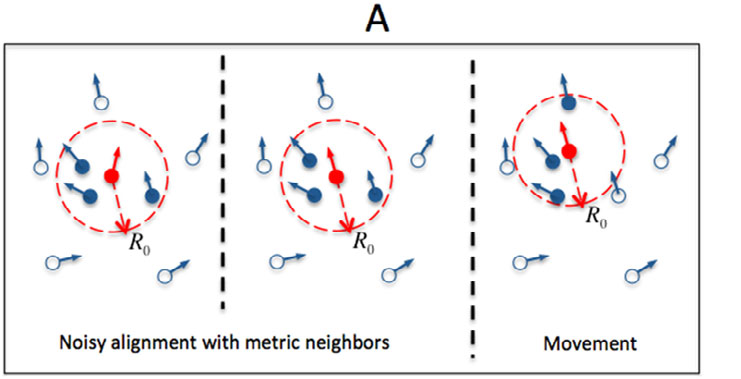 A
R₀
R₀
R₀
Noisy alignment with metric neighbors
Movement